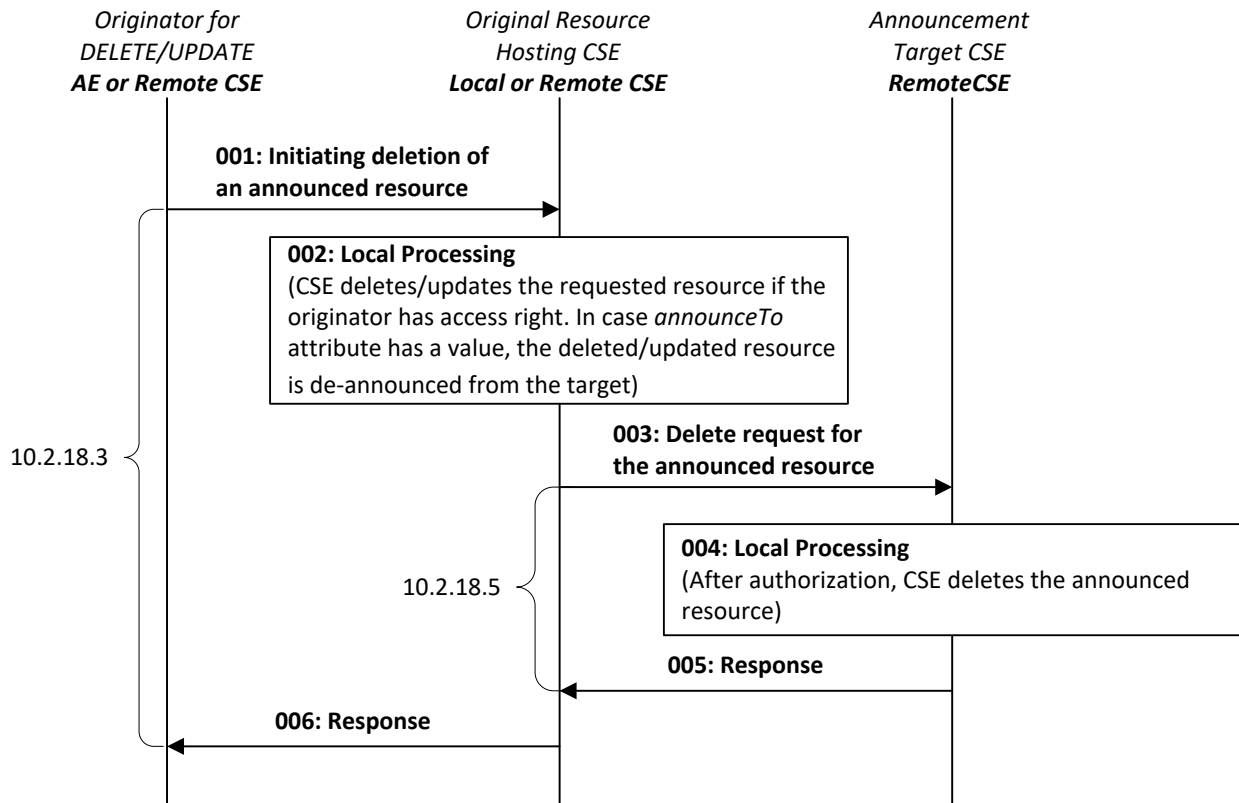 Originator for
DELETE/UPDATE
AE or Remote CSE
Original Resource
Hosting CSE
Local or Remote CSE
Announcement
Target CSE
RemoteCSE
001: Initiating deletion of
an announced resource
002: Local Processing
(CSE deletes/updates the requested resource if the
originator has access right. In case announceTo
attribute has a value, the deleted/updated resource
is de-announced from the target)
10.2.18.3
003: Delete request for
the announced resource
004: Local Processing
(After authorization, CSE deletes the announced
resource)
10.2.18.5
005: Response
006: Response